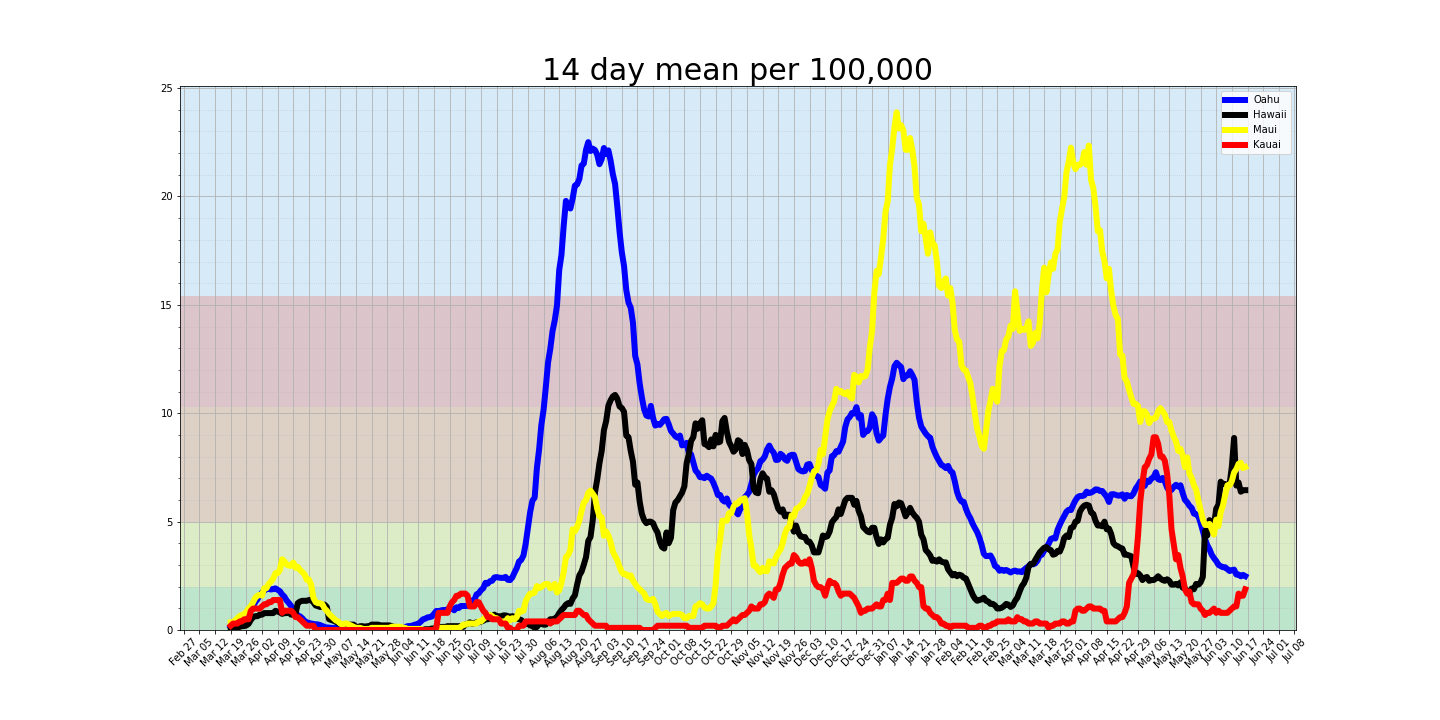 14 day mean per 100,000
25
20
15
10
5
0
Oahu
Hawaii
Maui
Kauai
Feb 27
Mar 05
Mar 12
Mar 19
Mar 26
Apr 02
Apr 09
Apr 16
Apr 23
Apr 30
May 07
May 14
May 21
May 28
Jun 04
Jun 11
Jun 18
Jun 25
Jul 02
Jul 09
Jul 16
Jul 23
Jul 30
Aug 06
Aug 13
Aug 20
Aug 27
Sep 03
Sep 10
Sep 17
Sep 24
Oct 01
Oct 08
Oct 15
Oct 22
Oct 29
Nov 05
Nov 12
Nov 19
Nov 26
Dec 03
Dec 10
Dec 17
Dec 24
Dec 31
Jan 07
Jan 14
Jan 21
Jan 28
Feb 04
Feb 11
Feb 18
Feb 25
Mar 04
Mar 11
Mar 18
Mar 25
Apr 01
Apr 08
Apr 15
Apr 22
Apr 29
May 06
May 13
May 20
May 27
Jun 03
Jun 10
Jun 17
Jun 24
Jul 01
Jul 08